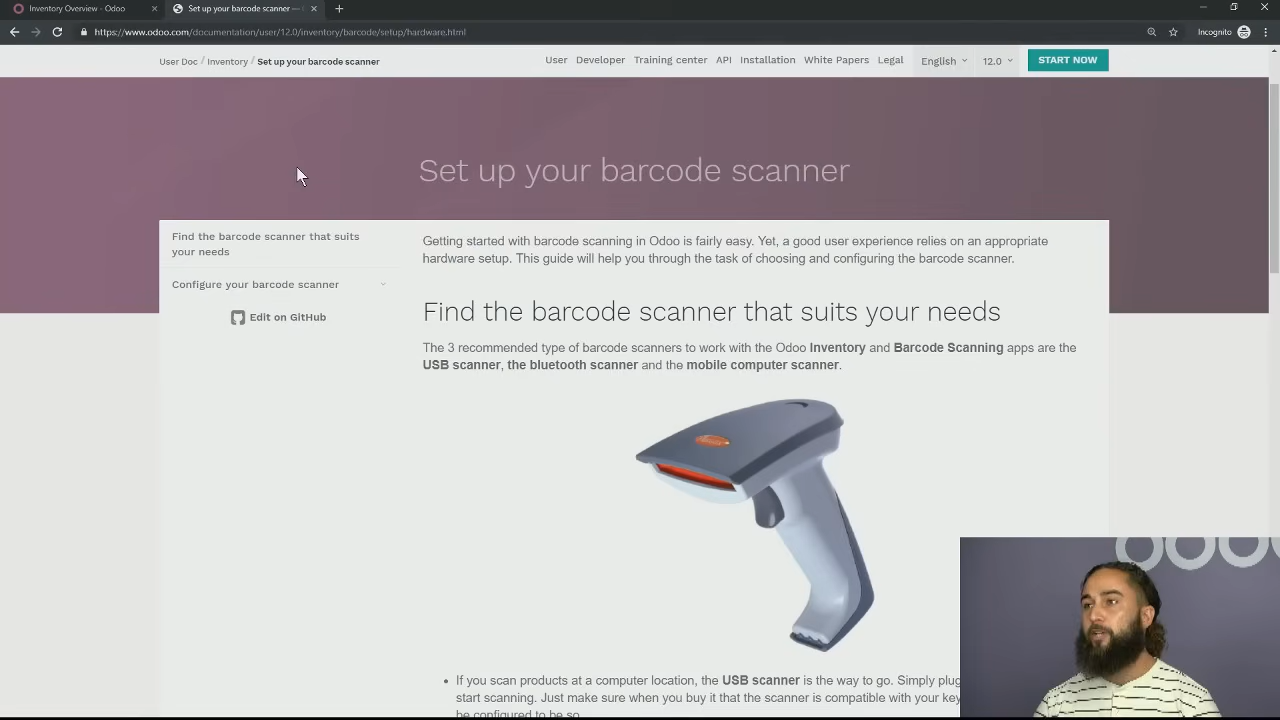 Inventory Overview - Odoo
Set up your barcode scanner —
https://www.odoo.com/documentation/user/12.0/inventory/barcode/setup/hardware.html
Incognito
User Doc / Inventory / Set up your barcode scanner
User Developer Training center API Installation White Papers Legal English 12.0 START NOW
Set up your barcode scanner
Find the barcode scanner that suits
your needs
Configure your barcode scanner
Edit on GitHub
Getting started with barcode scanning in Odoo is fairly easy. Yet, a good user experience relies on an appropriate
hardware setup. This guide will help you through the task of choosing and configuring the barcode scanner.
Find the barcode scanner that suits your needs
The 3 recommended type of barcode scanners to work with the Odoo Inventory and Barcode Scanning apps are the
USB scanner, the bluetooth scanner and the mobile computer scanner.
• If you scan products at a computer location, the USB scanner is the way to go. Simply plug
start scanning. Just make sure when you buy it that the scanner is compatible with your key
be configured to be so.
odoo